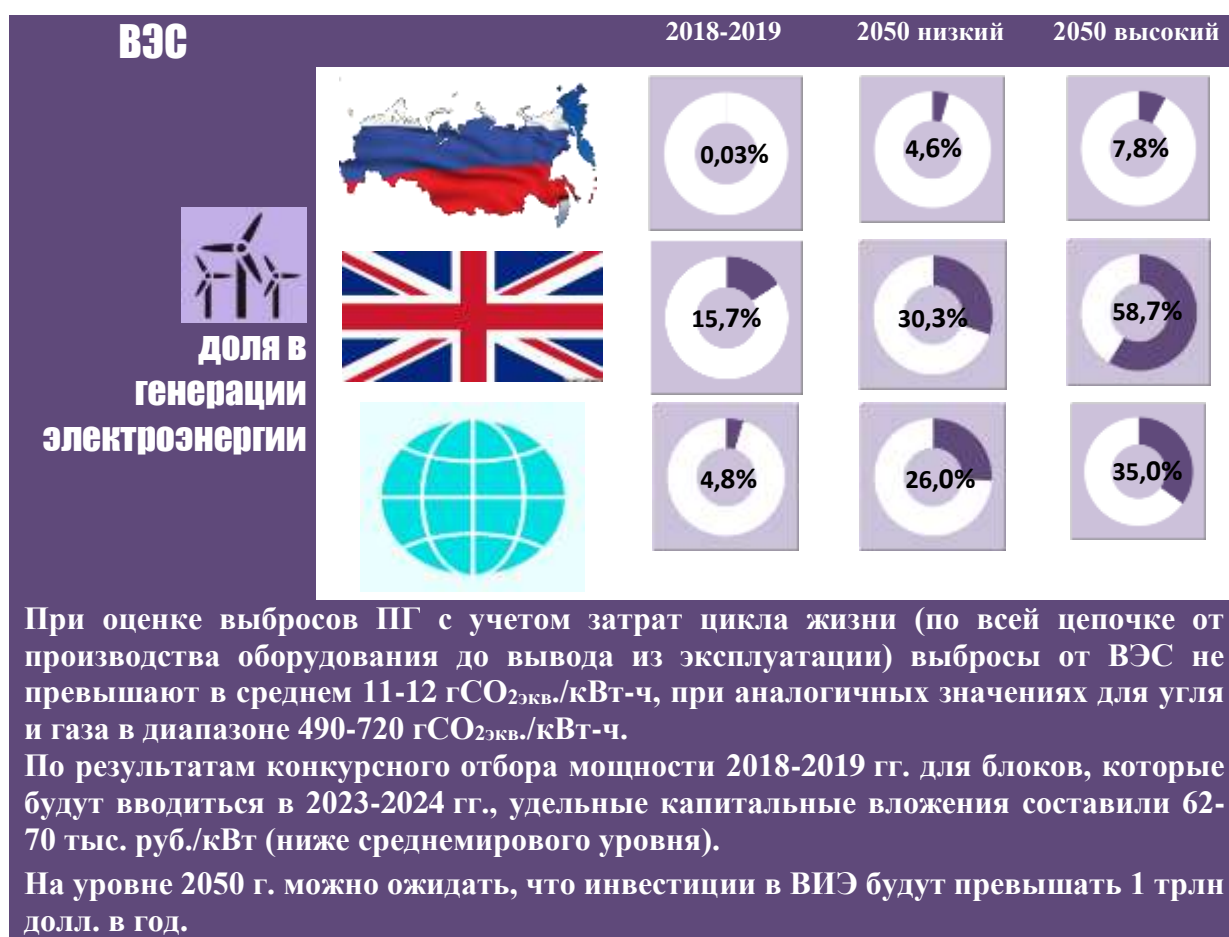 ВЭС
2018-2019 2050 низкий 2050 высокий
0,03% 4,6% 7,8%
15,7% 30,3% 58,7%
доля в
генерации
электроэнергии
4,8% 26,0% 35,0%
При оценке выбросов ПГ с учетом затрат цикла жизни (по всей цепочке от
производства оборудования до вывода из эксплуатации) выбросы от ВЭС не
превышают в среднем 11-12 гСО2экв./кВт-ч, при аналогичных значениях для угля
и газа в диапазоне 490-720 гСО2экв./кВт-ч.
По результатам конкурсного отбора мощности 2018-2019 гг. для блоков, которые
будут вводиться в 2023-2024 гг., удельные капитальные вложения составили 62-
70 тыс. руб./кВт (ниже среднемирового уровня).
На уровне 2050 г. можно ожидать, что инвестиции в ВИЭ будут превышать 1 трлн
долл. в год.